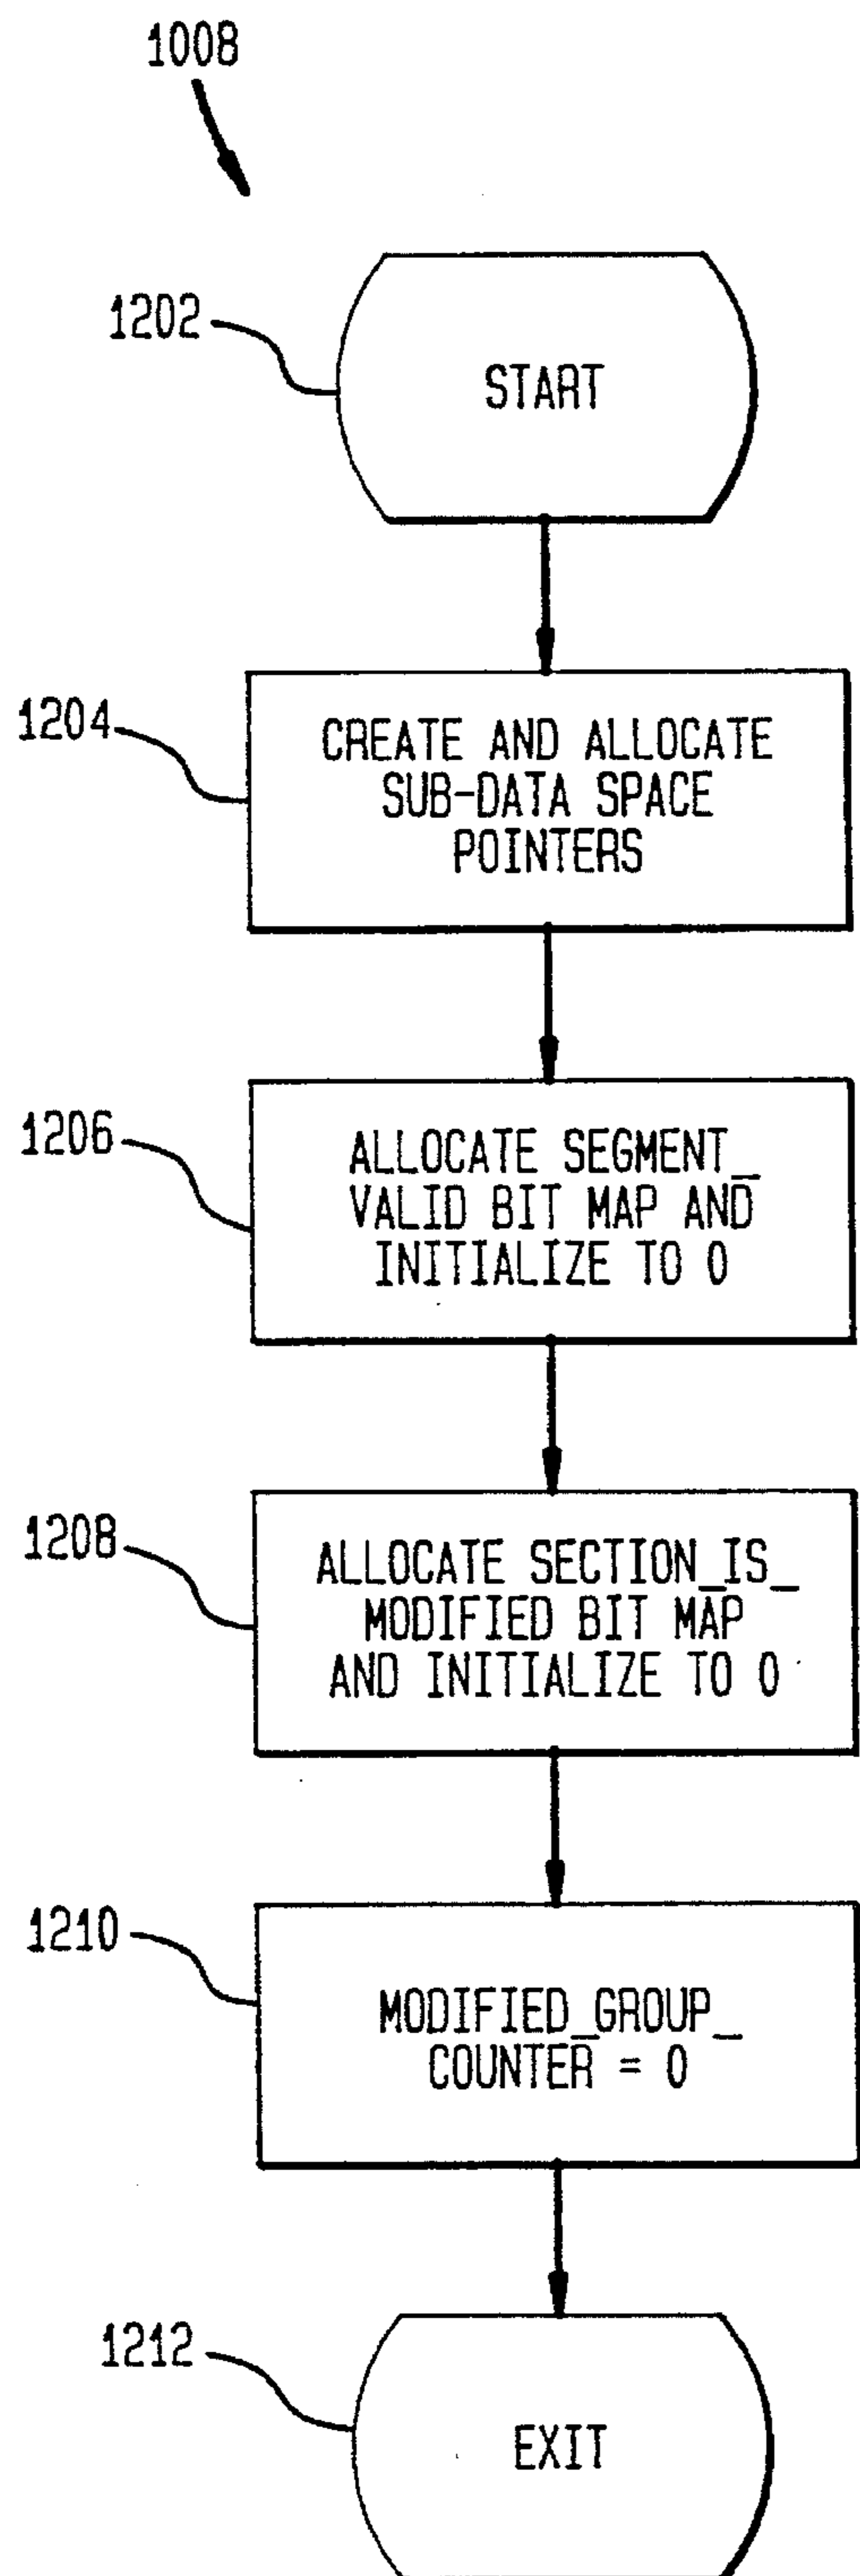 1008
1202
START
1204
CREATE AND ALLOCATE
SUB-DATA SPACE
POINTERS
1206
ALLOCATE SEGMENT_
VALID BIT MAP AND
INITIALIZE TO 0
1208
ALLOCATE SECTION_IS_
MODIFIED BIT MAP
AND INITIALIZE TO 0
1210
MODIFIED_GROUP_
COUNTER = 0
1212
EXIT